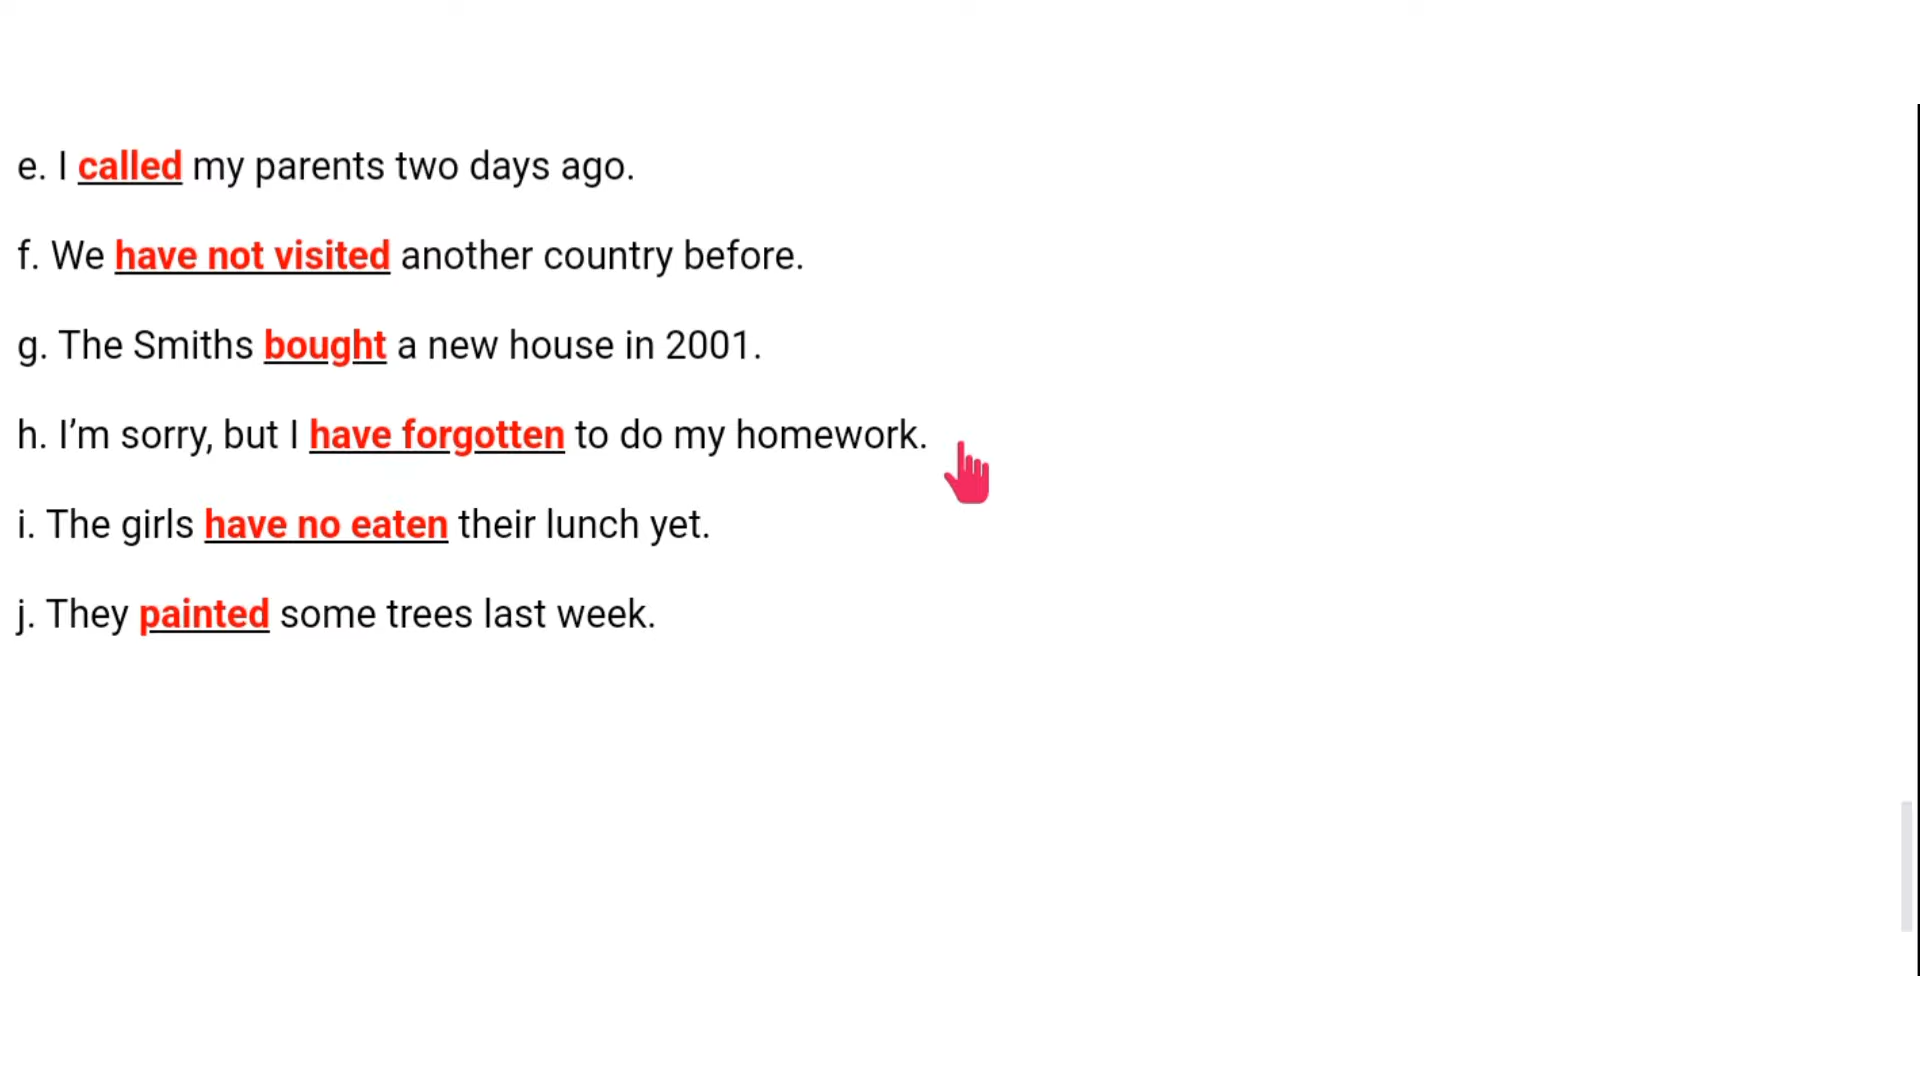 e. I called my parents two days ago.
f. We have not visited another country before.
g. The Smiths bought a new house in 2001.
h. I’m sorry, but I have forgotten to do my homework.
i. The girls have no eaten their lunch yet.
j. They painted some trees last week.